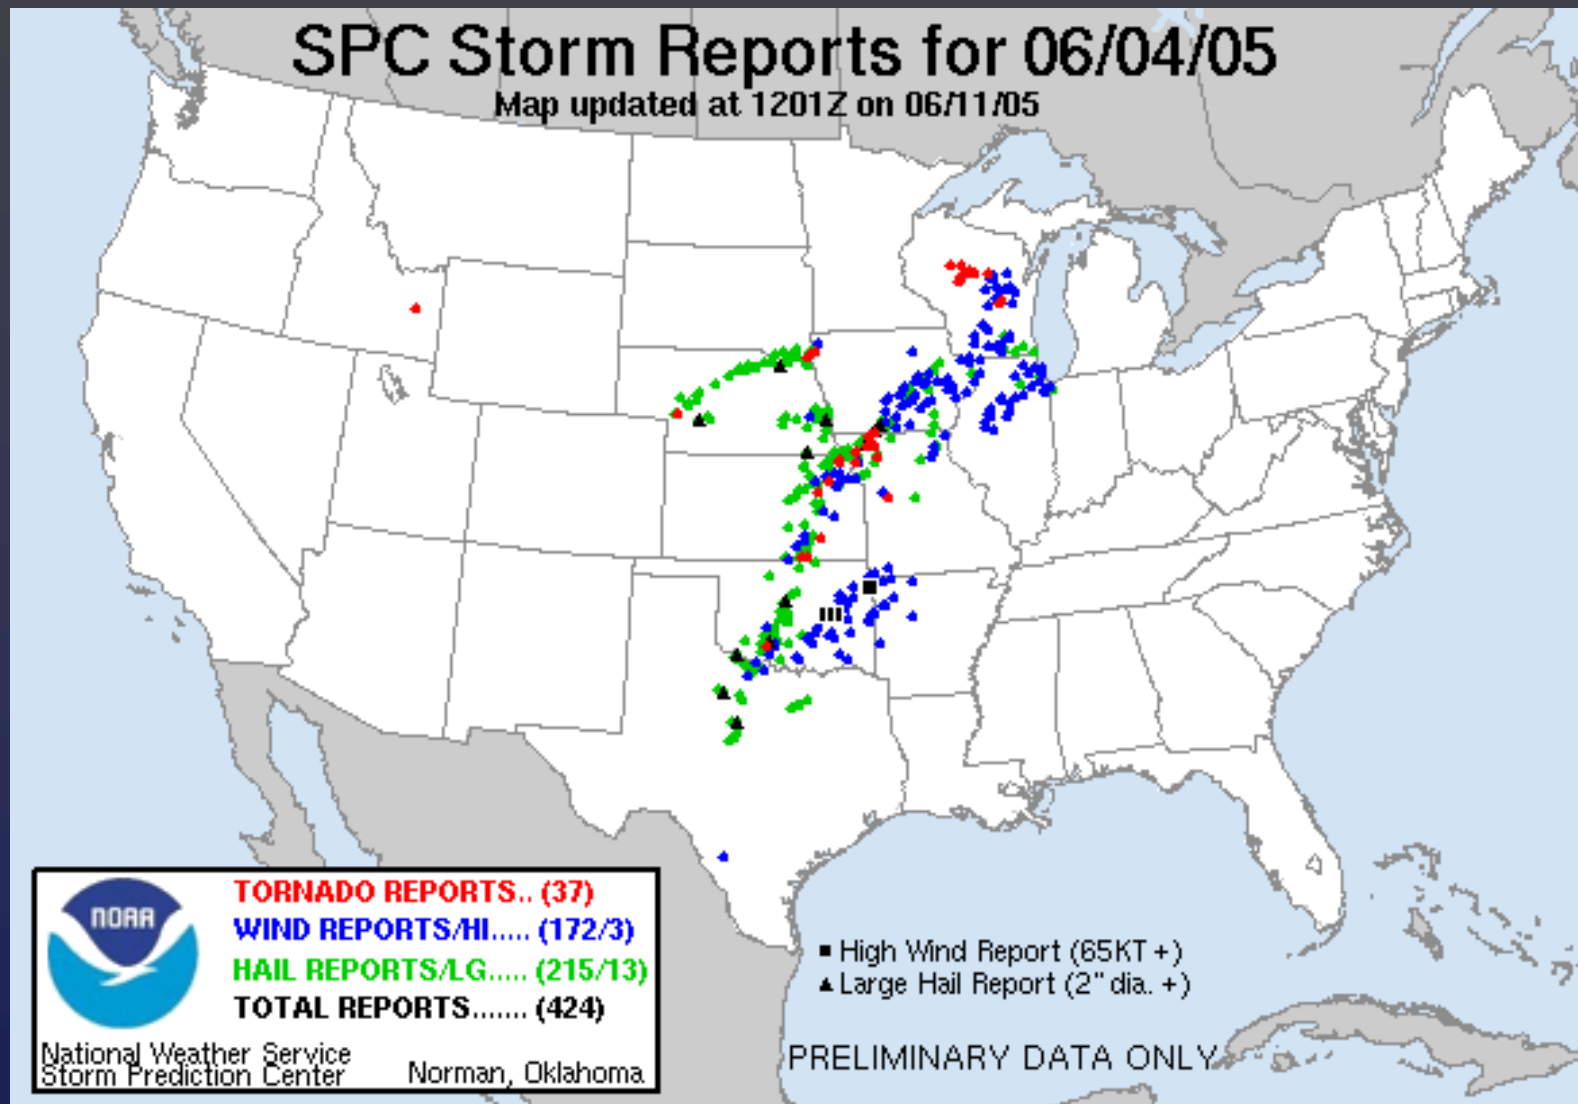 SPC Storm Reports for 06/04/05
Map updated at 1201Z on 06/11/05
NOAA
TORNADO REPORTS.. (37)
WIND REPORTS/HI..... (172/3)
HAIL REPORTS/LG..... (215/13)
TOTAL REPORTS....... (424)
National Weather Service
Storm Prediction Center
Norman, Oklahoma
High Wind Report (65KT +)
Large Hail Report (2" dia. +)
PRELIMINARY DATA ONLY